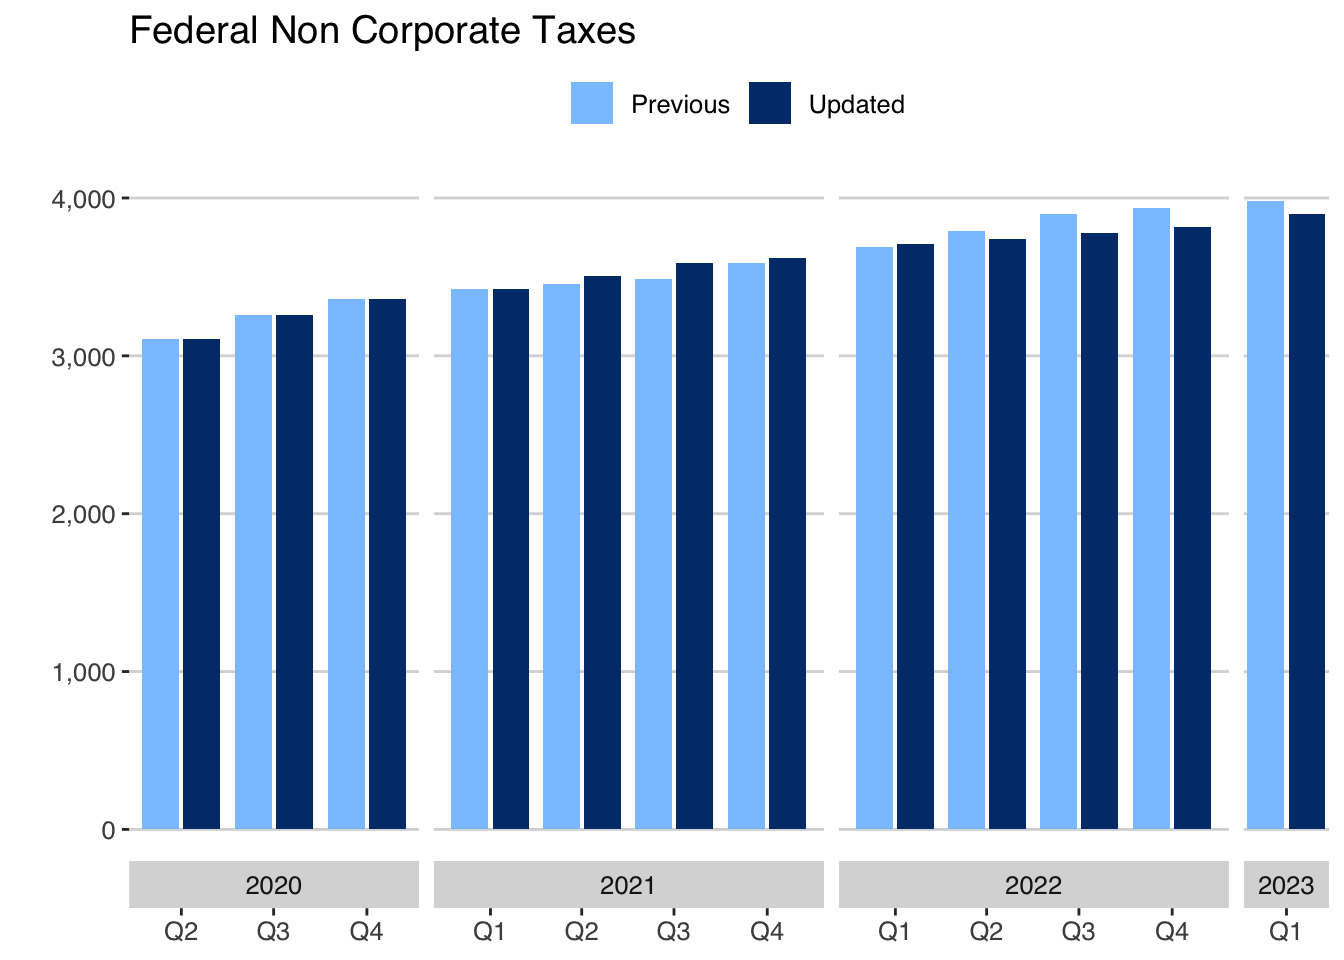 Federal Non Corporate Taxes
Previous Updated
4,000
3,000
2,000
1,000
0
2020 2021 2022 2023
Q2 Q3 Q4 Q1 Q2 Q3 Q4 Q1 Q2 Q3 Q4 Q1